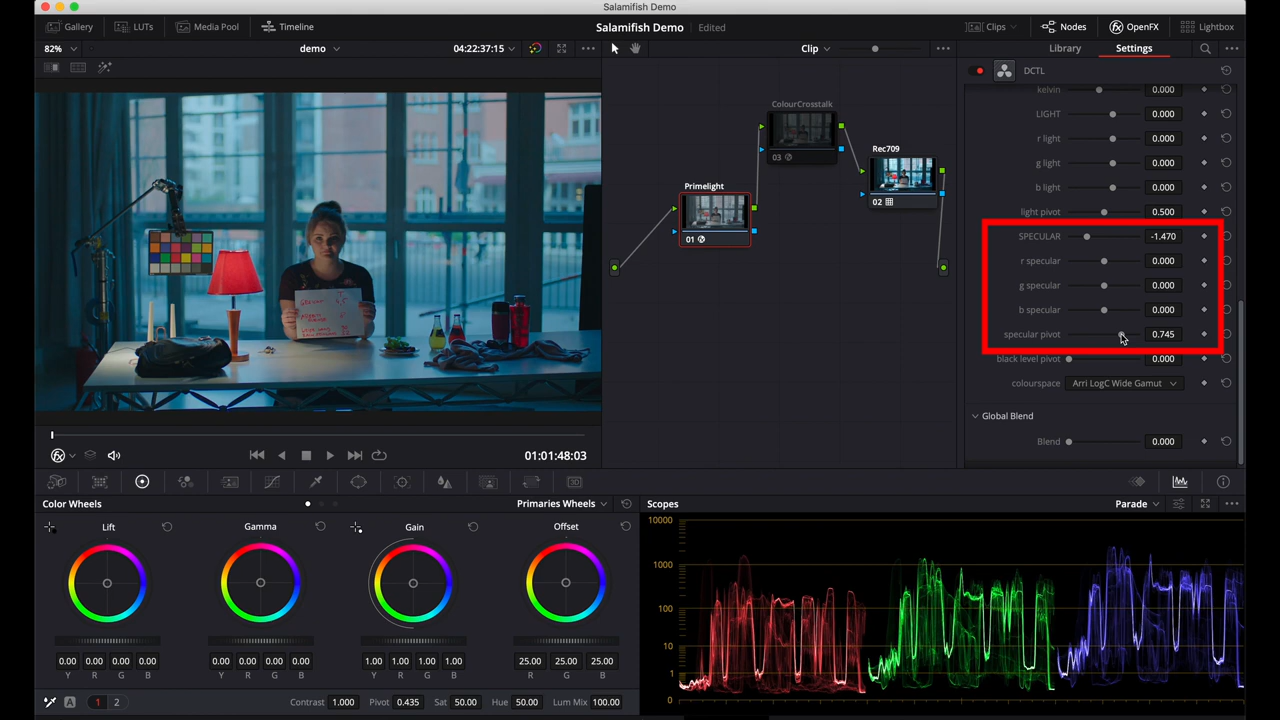 Salamifish Demo
Gallery LUTs Media Pool Timeline Salamifish Demo Edited Clips Nodes OpenFX Lightbox
82% demo 04:22:37:15 Clip Library Settings
DCTL
kelvin 0.000
LIGHT 0.000
r light 0.000
g light 0.000
b light 0.000
light pivot 0.500
SPECULAR -1.470
r specular 0.000
g specular 0.000
b specular 0.000
specular pivot 0.745
black level pivot 0.000
colourspace Arri LogC Wide Gamut
Global Blend
Blend 0.000
ColourCrosstalk
03
Rec709
02
Primelight
01
01:01:48:03
3D
Color Wheels Primaries Wheels Scopes Parade
Lift Gamma Gain Offset
0.00 0.00 0.00 0.00 0.00 0.00 0.00 0.00 1.00 1.00 1.00 1.00 25.00 25.00 25.00
Y R G B Y R G B Y R G B R G B
A 1 2 Contrast 1.000 Pivot 0.435 Sat 50.00 Hue 50.00 Lum Mix 100.00
10000
1000
100
10
1
0